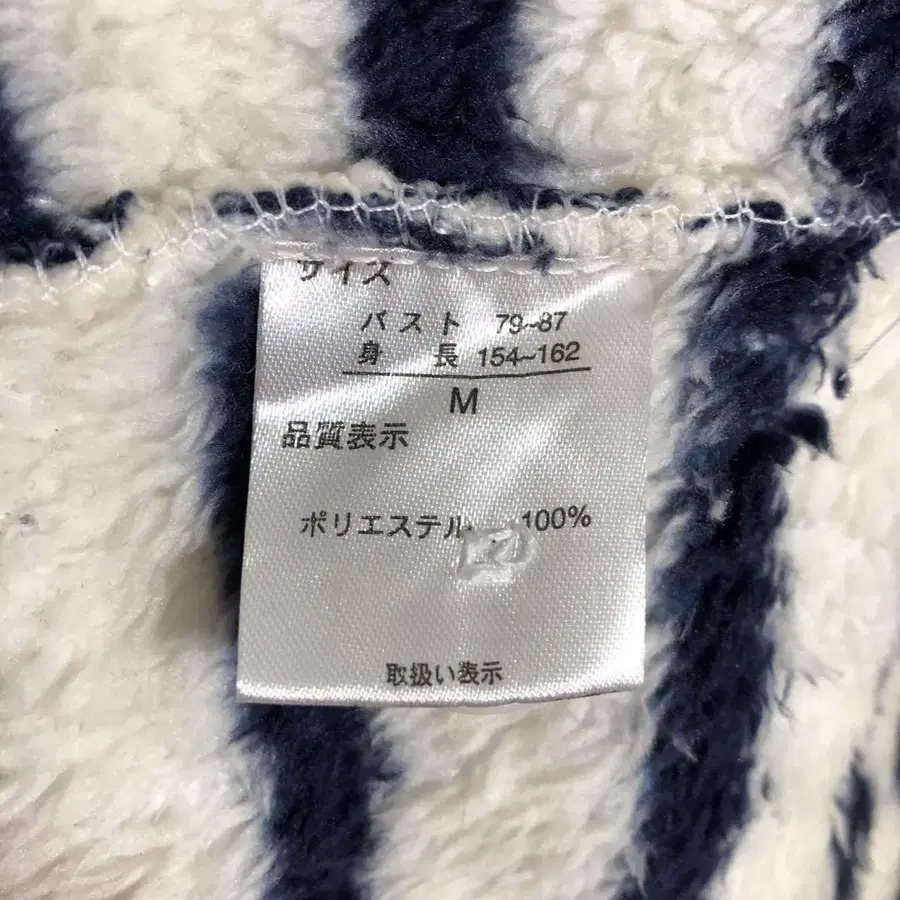 サイズ
バスト 79~87
身長 154~162
M
品質表示
ポリエステル 100%
取扱い表示